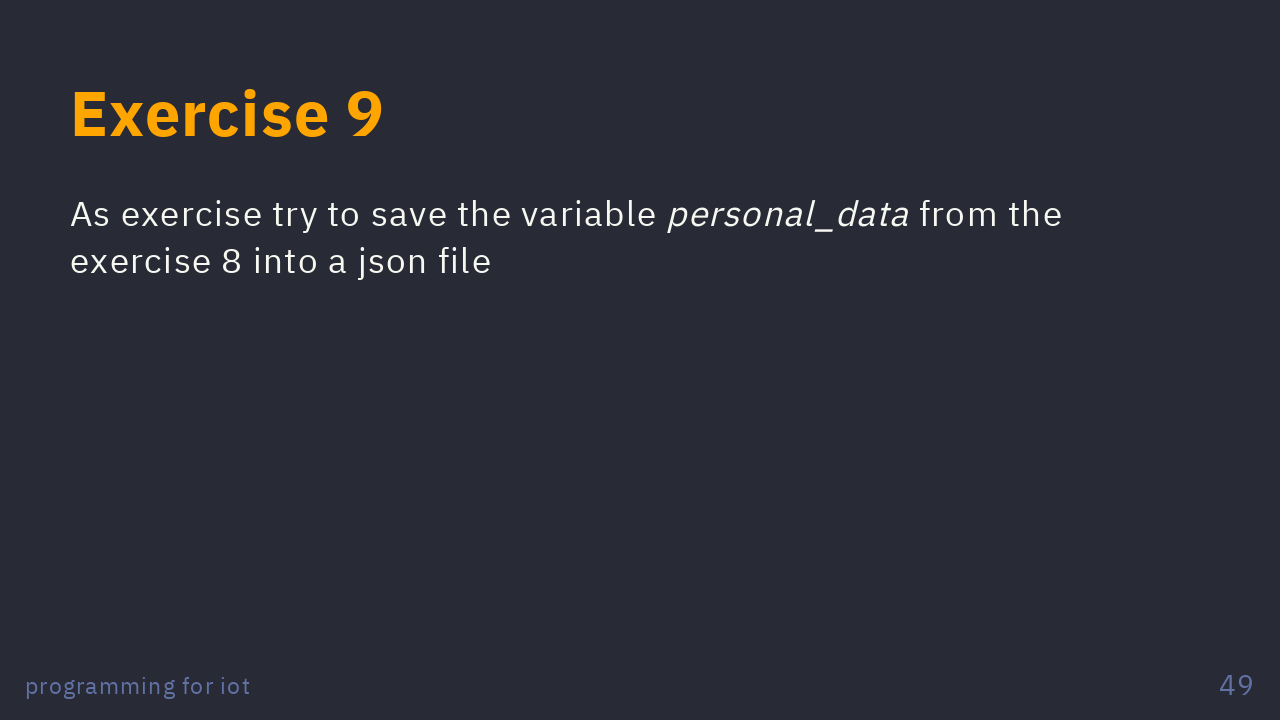 Exercise 9
As exercise try to save the variable personal_data from the
exercise 8 into a json file
programming for iot
49